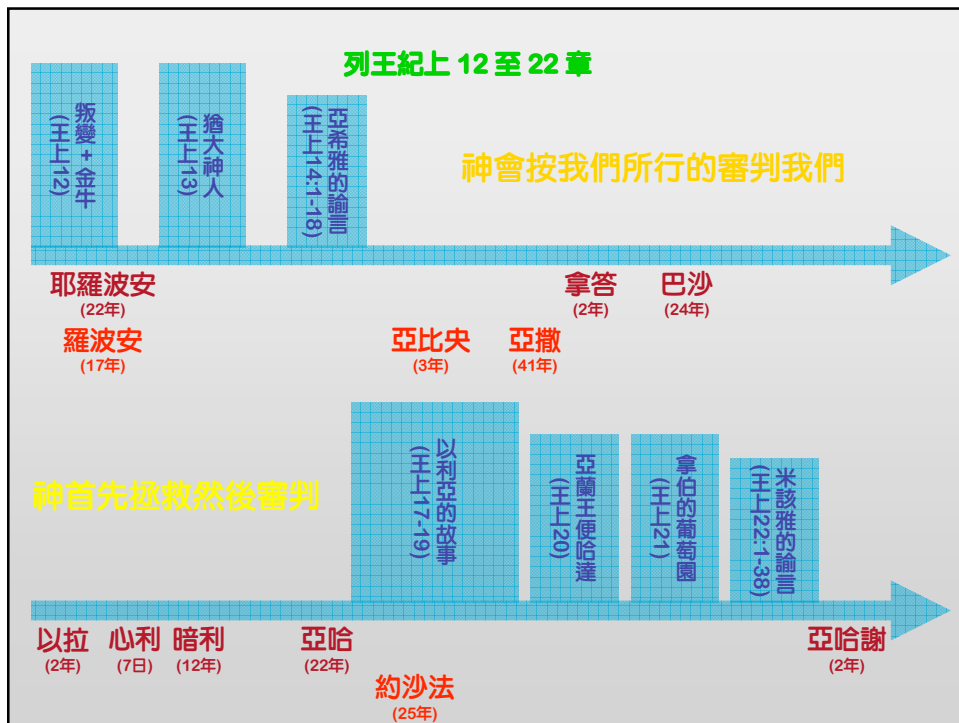 列王紀上 12 至 22 章
叛變 + 金牛
(王上12)
猶大神人
(王上13)
亞希雅的諭言
(王上14:1-18)
神會按我們所行的審判我們
耶羅波安
(22年)
拿答
(2年)
巴沙
(24年)
羅波安
(17年)
亞比央
(3年)
亞撒
(41年)
神首先拯救然後審判
以利亞的故事
(王上17-19)
亞蘭王便哈達
(王上20)
拿伯的葡萄園
(王上21)
米該雅的諭言
(王上22:1-38)
以拉
(2年)
心利
(7日)
暗利
(12年)
亞哈
(22年)
亞哈謝
(2年)
約沙法
(25年)